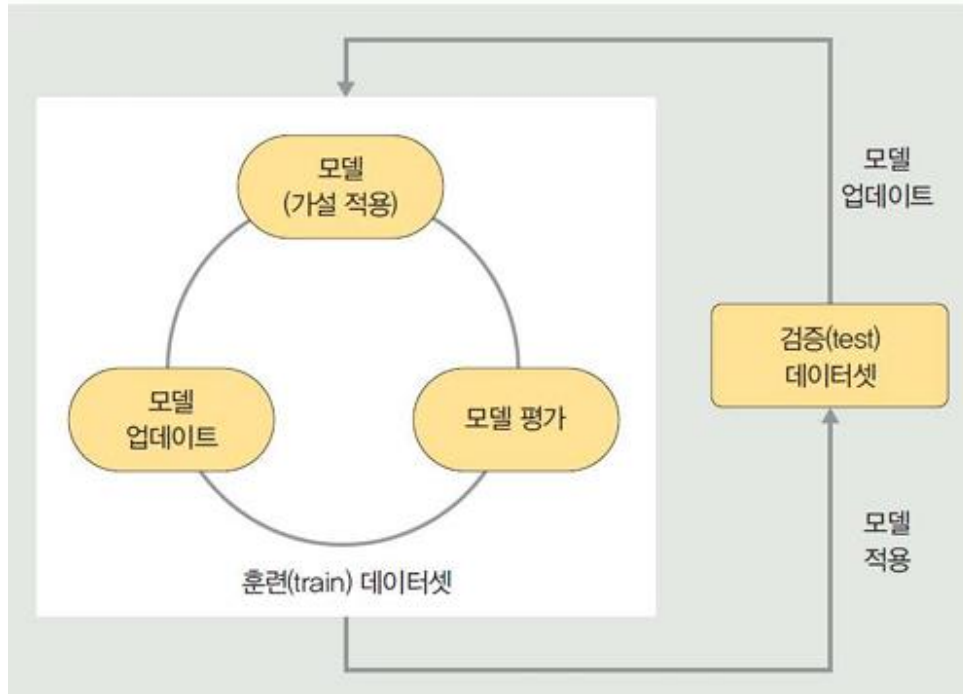 모델
(가설 적용)
모델
업데이트
모델 평가
훈련(train) 데이터셋
모델
업데이트
검증(test)
데이터셋
모델
적용